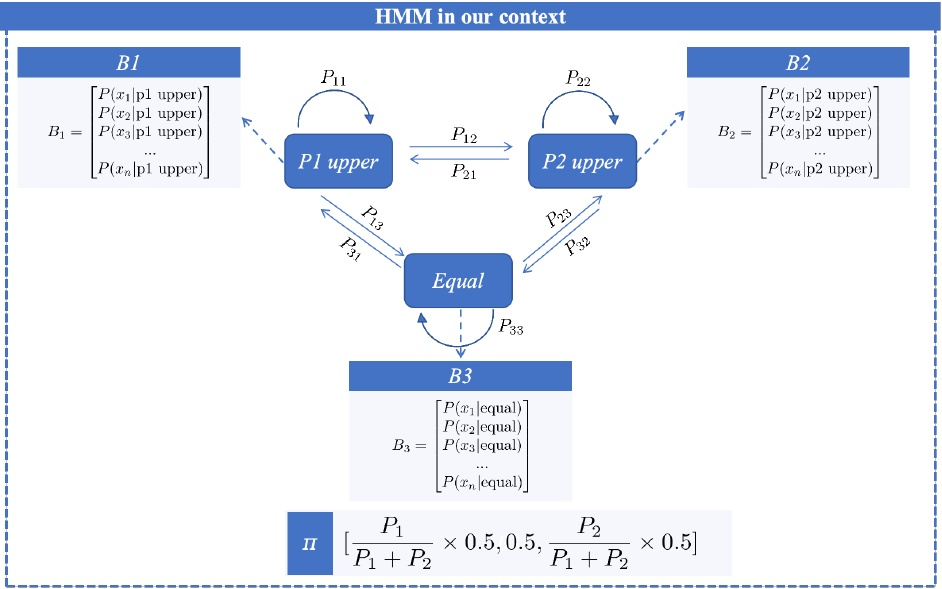 HMM in our context
B1
B₁ = [P(x₁|p1 upper)
P(x₂|p1 upper)
P(x₃|p1 upper)
...
P(xₙ|p1 upper)]
P₁₁
P1 upper
P₁₂
P₂₁
P₂₂
P2 upper
B2
B₂ = [P(x₁|p2 upper)
P(x₂|p2 upper)
P(x₃|p2 upper)
...
P(xₙ|p2 upper)]
P₁₃
P₃₁
P₂₃
P₃₂
Equal
P₃₃
B3
B₃ = [P(x₁|equal)
P(x₂|equal)
P(x₃|equal)
...
P(xₙ|equal)]
π [P₁/(P₁ + P₂) × 0.5, 0.5, P₂/(P₁ + P₂) × 0.5]